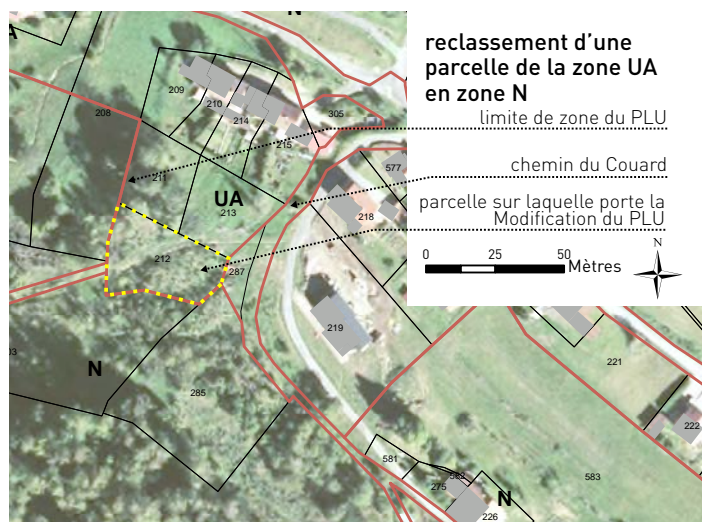 reclassement d’une
parcelle de la zone UA
en zone N
limite de zone du PLU
chemin du Couard
parcelle sur laquelle porte la
Modification du PLU
0 25 50
Mètres
N
N
A
209
208
210
214
305
215
577
211
UA
213
218
212
287
219
N
285
221
222
581
582
275
583
N
226